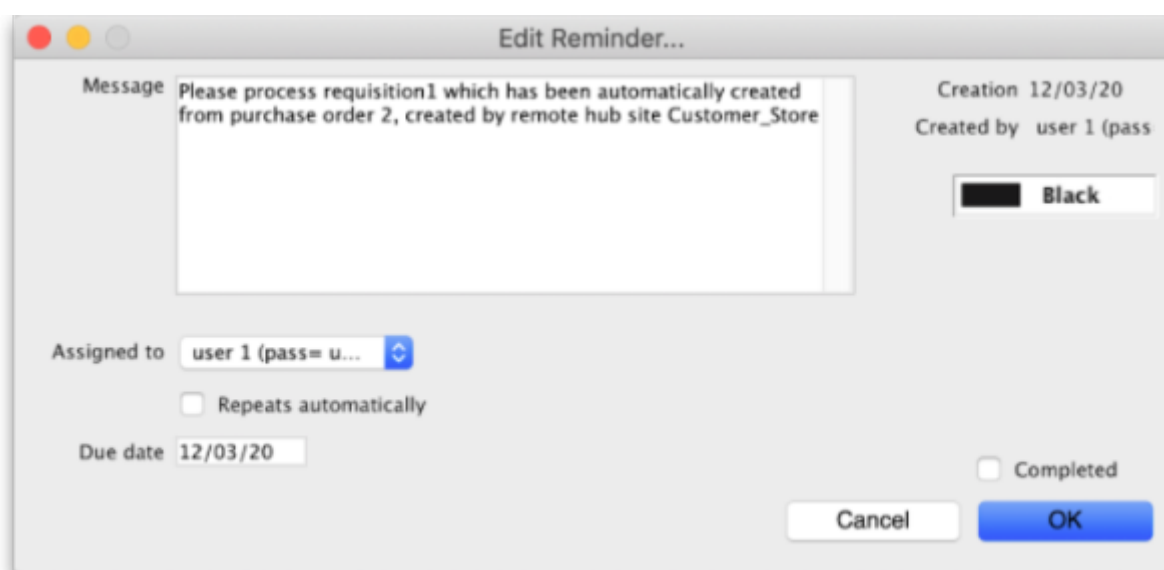 Edit Reminder...
Message
Please process requisition1 which has been automatically created
from purchase order 2, created by remote hub site Customer_Store
Creation 12/03/20
Created by user 1 (pass
Black
Assigned to user 1 (pass= u...
Repeats automatically
Due date 12/03/20
Completed
Cancel OK